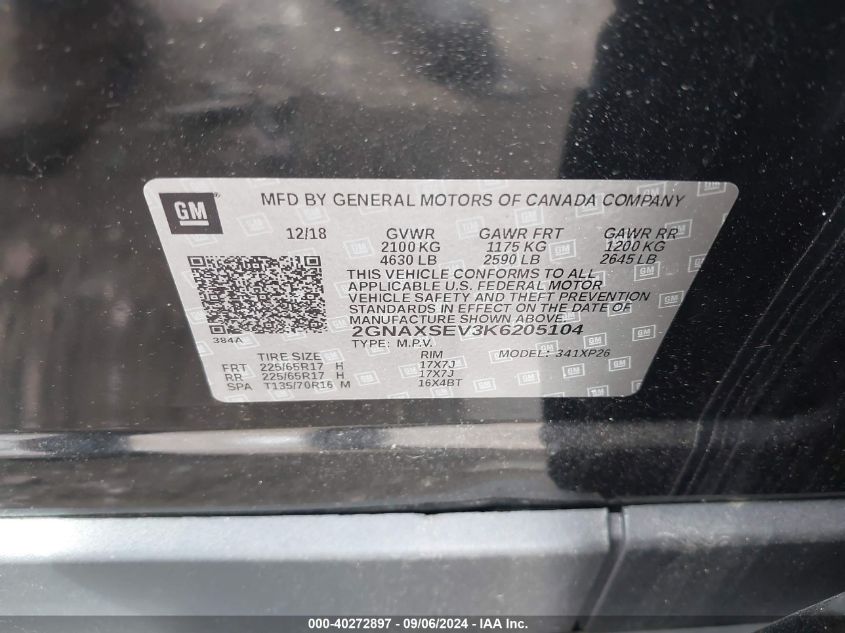 GM
MFD BY GENERAL MOTORS OF CANADA COMPANY
12/18 GVWR GAWR FRT GAWR RR
2100 KG 1175 KG 1200 KG
4630 LB 2590 LB 2645 LB
THIS VEHICLE CONFORMS TO ALL
APPLICABLE U.S. FEDERAL MOTOR
VEHICLE SAFETY AND THEFT PREVENTION
STANDARDS IN EFFECT ON THE DATE OF
MANUFACTURE SHOWN ABOVE.
384A 2GNAXSEV3K6205104
TYPE: M.P.V. MODEL: 341XP26
TIRE SIZE RIM
FRT 225/65R17 H 17X7J
RR 225/65R17 H 17X7J
SPA T135/70R16 M 16X4BT
000-40272897 - 09/06/2024 - IAA Inc.